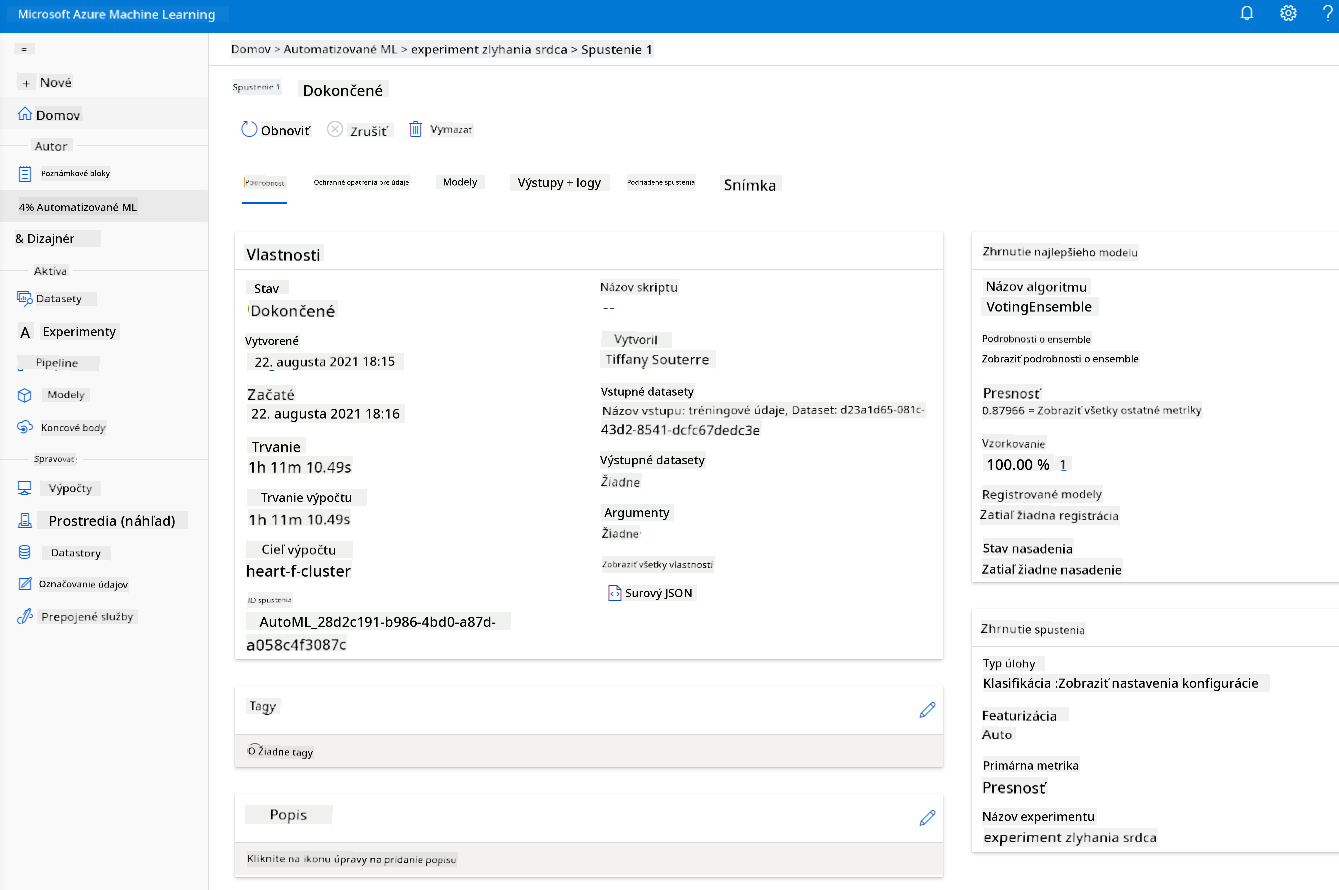 Microsoft Azure Machine Learning
Domov > Automatizované ML > experiment zlyhania srdca > Spustenie 1
+ Nové
Domov
Autor
Poznámkové bloky
4% Automatizované ML
& Dizajnér
Aktíva
Datasety
A Experimenty
Pipeline
Modely
Koncové body
Spravovať
Výpočty
Prostredia (náhľad)
Datastory
Označovanie údajov
Prepojené služby
Spustenie 1 Dokončené
Obnoviť Zrušiť Vymazať
Podrobnosti Ochranné opatrenia pre údaje Modely Výstupy + logy Podriadené spustenia Snímka
Vlastnosti
Stav
Dokončené
Vytvorené
22. augusta 2021 18:15
Začaté
22. augusta 2021 18:16
Trvanie
1h 11m 10.49s
Trvanie výpočtu
1h 11m 10.49s
Cieľ výpočtu
heart-f-cluster
ID spustenia
AutoML_28d2c191-b986-4bd0-a87d-
a058c4f3087c
Názov skriptu
--
Vytvoril
Tiffany Souterre
Vstupné datasety
Názov vstupu: tréningové údaje, Dataset: d23a1d65-081c-
43d2-8541-dcfc67dedc3e
Výstupné datasety
Žiadne
Argumenty
Žiadne
Zobraziť všetky vlastnosti
Surový JSON
Tagy
Žiadne tagy
Popis
Kliknite na ikonu úpravy na pridanie popisu
Zhrnutie najlepšieho modelu
Názov algoritmu
VotingEnsemble
Podrobnosti o ensemble
Zobraziť podrobnosti o ensemble
Presnosť
0.87966 = Zobraziť všetky ostatné metriky
Vzorkovanie
100.00 % 1
Registrované modely
Zatiaľ žiadna registrácia
Stav nasadenia
Zatiaľ žiadne nasadenie
Zhrnutie spustenia
Typ úlohy
Klasifikácia :Zobraziť nastavenia konfigurácie
Featurizácia
Auto
Primárna metrika
Presnosť
Názov experimentu
experiment zlyhania srdca